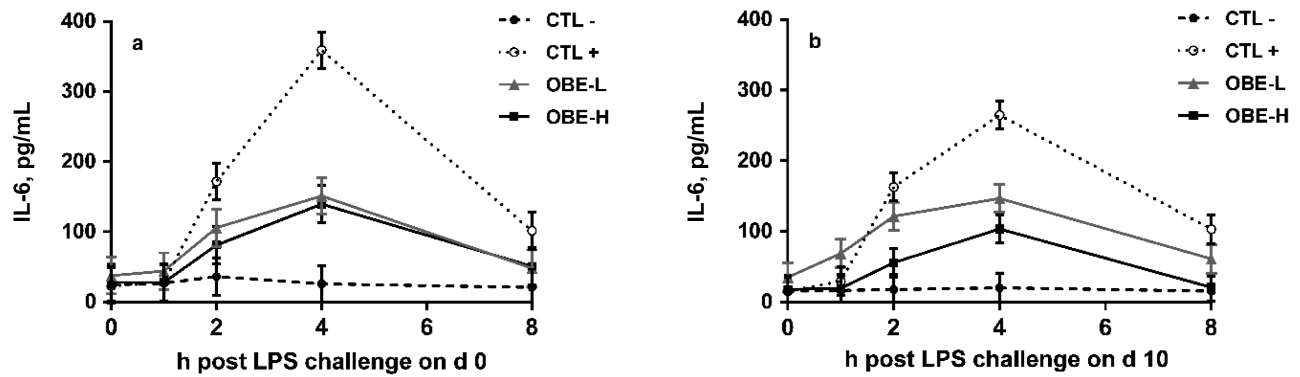 a
IL-6, pg/mL
400
300
200
100
0
0 2 4 6 8
h post LPS challenge on d 0
CTL -
CTL +
OBE-L
OBE-H
b
IL-6, pg/mL
400
300
200
100
0
0 2 4 6 8
h post LPS challenge on d 10
CTL -
CTL +
OBE-L
OBE-H